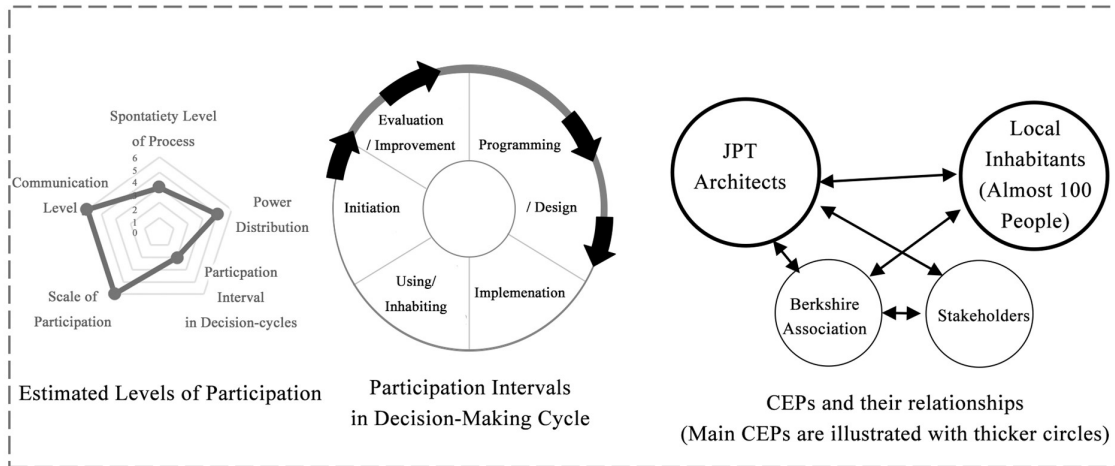 Spontatiety Level
of Process
6
5
4
3
2
1
0
Communication
Level
Power
Distribution
Particpation
Interval
in Decision-cycles
Scale of
Participation
Estimated Levels of Participation
Evaluation
/ Improvement
Programming
Initiation
/ Design
Using/
Inhabiting
Implemenation
Participation Intervals
in Decision-Making Cycle
JPT
Architects
Local
Inhabitants
(Almost 100
People)
Berkshire
Association
Stakeholders
CEPs and their relationships
(Main CEPs are illustrated with thicker circles)